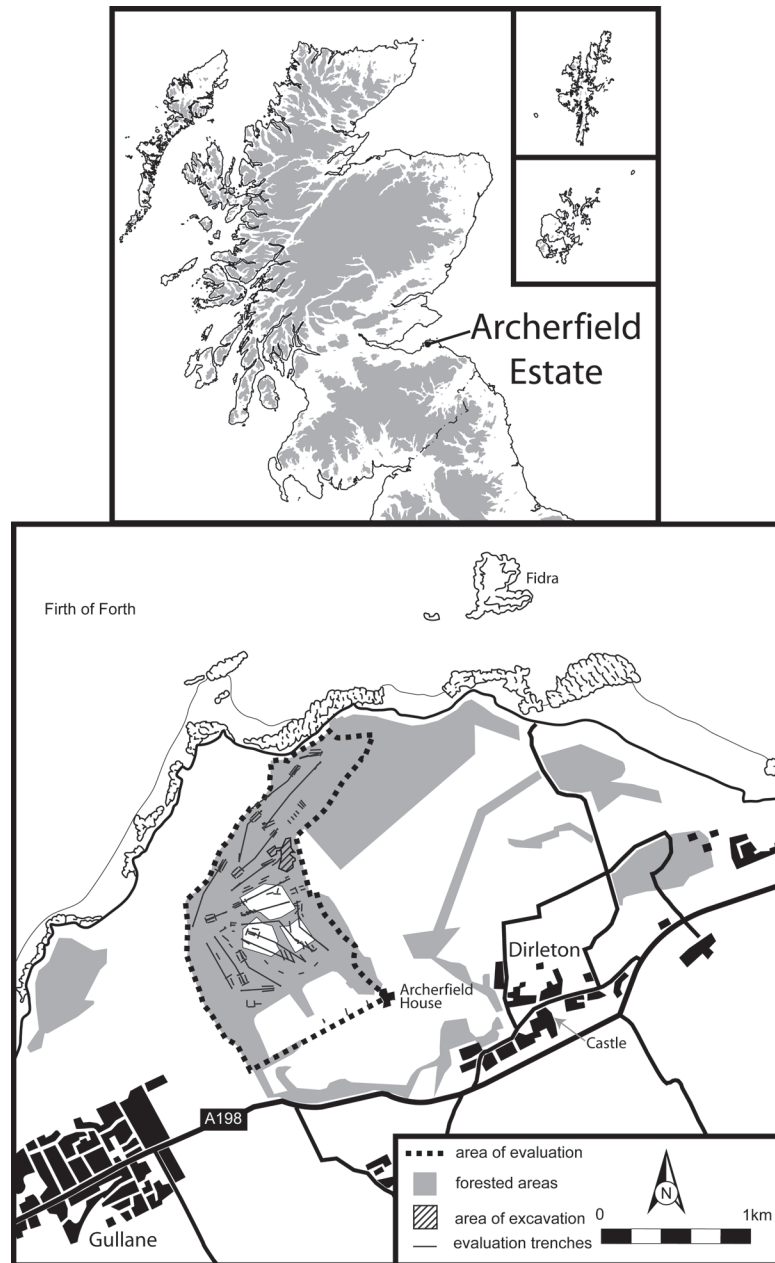 Archerfield
Estate
Fidra
Firth of Forth
Dirleton
Archerfield
House
Castle
A198
Gullane
area of evaluation
forested areas
area of excavation
evaluation trenches
N
0 1km